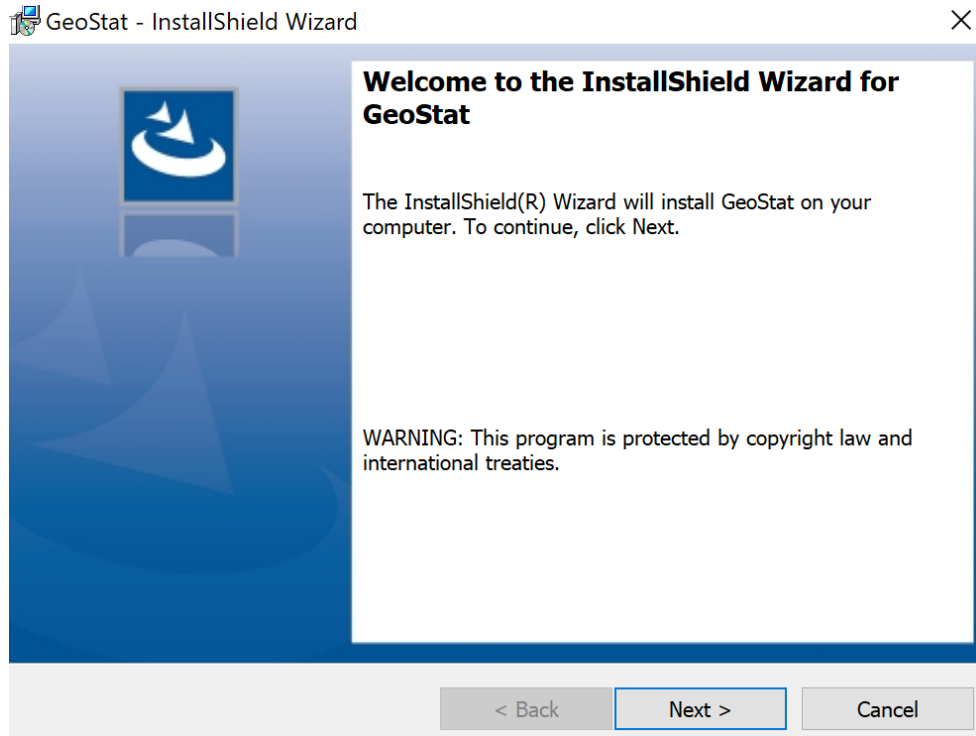 GeoStat - InstallShield Wizard
Welcome to the InstallShield Wizard for
GeoStat
The InstallShield(R) Wizard will install GeoStat on your
computer. To continue, click Next.
WARNING: This program is protected by copyright law and
international treaties.
< Back Next > Cancel